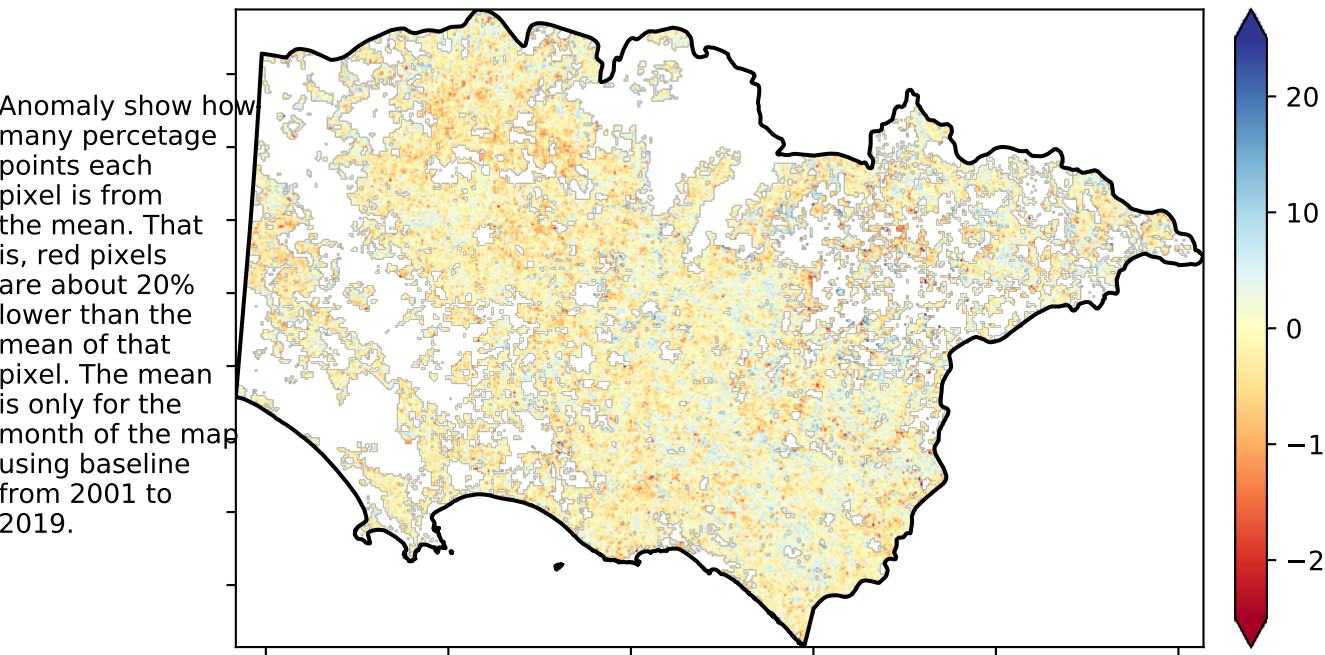 Anomaly show how
many percetage
points each
pixel is from
the mean. That
is, red pixels
are about 20%
lower than the
mean of that
pixel. The mean
is only for the
month of the map
using baseline
from 2001 to
2019.
20
10
0
−1
−2